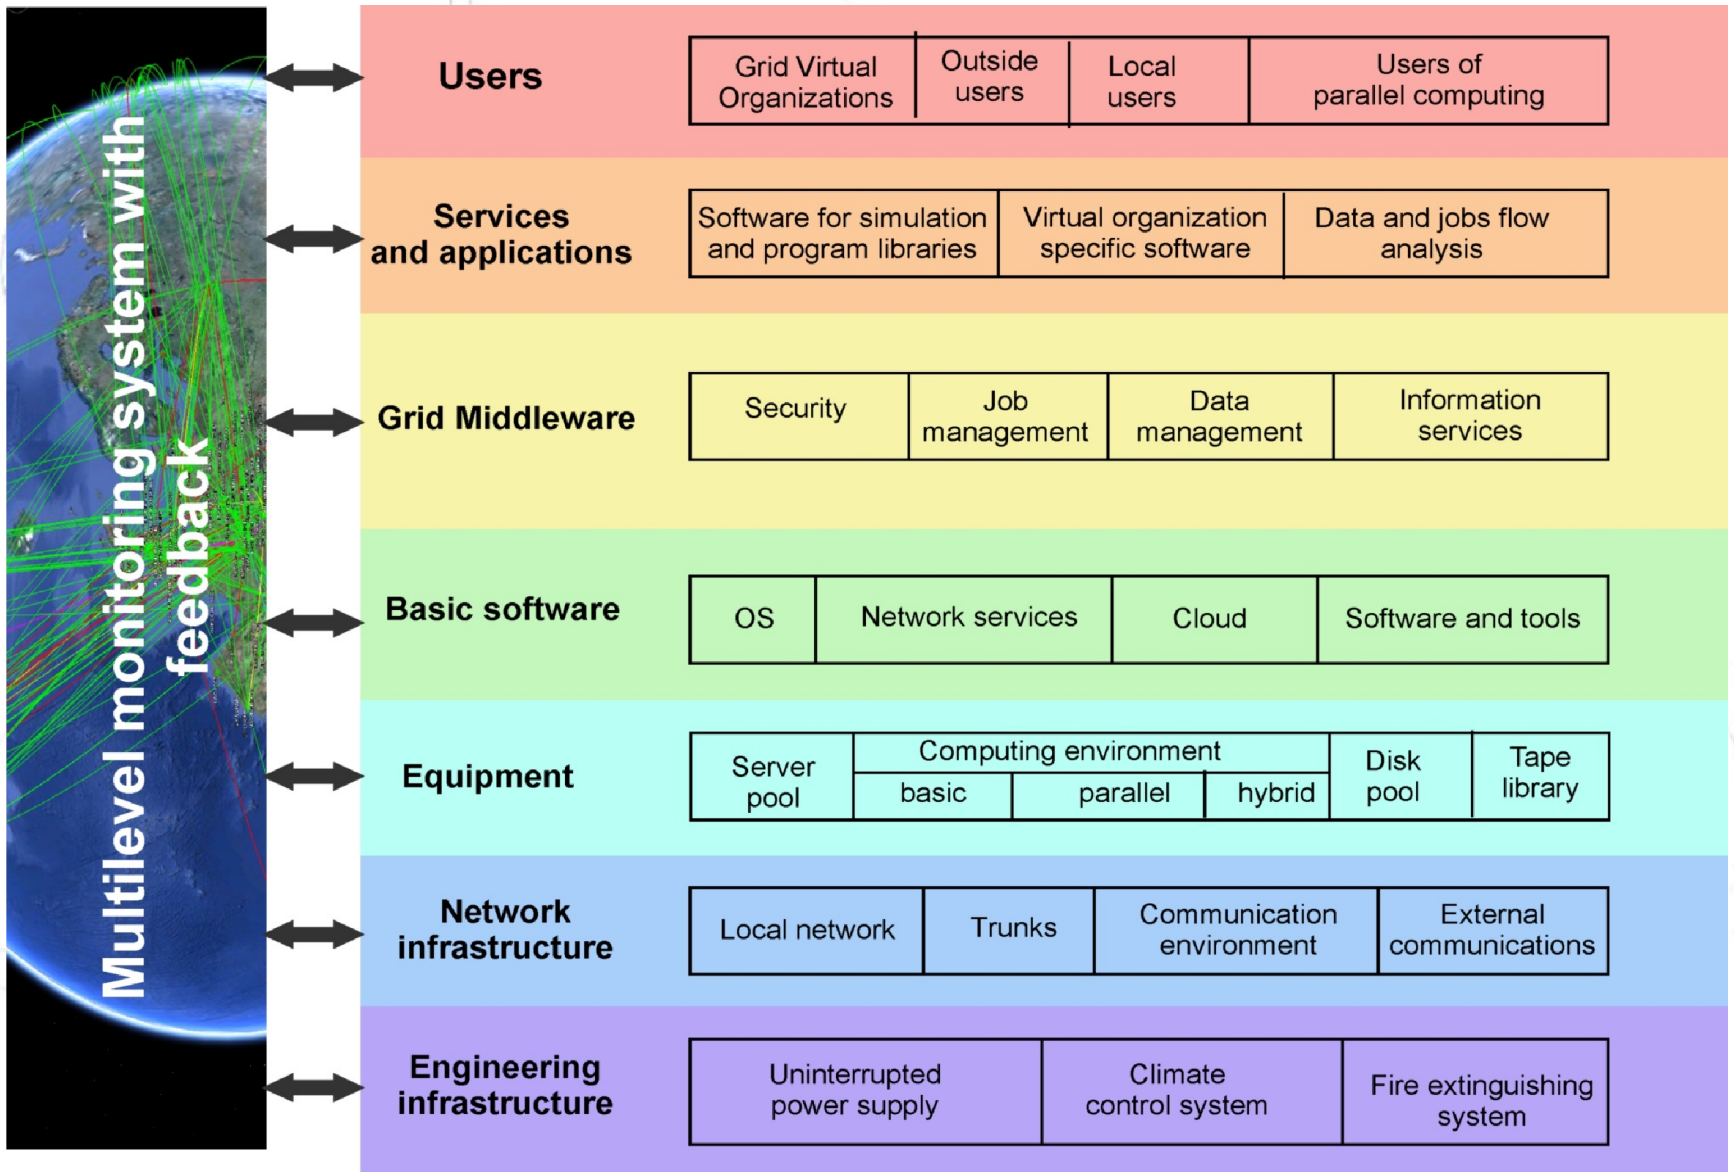 Multilevel monitoring system with
feedback
Users
Grid Virtual
Organizations
Outside
users
Local
users
Users of
parallel computing
Services
and applications
Software for simulation
and program libraries
Virtual organization
specific software
Data and jobs flow
analysis
Grid Middleware
Security
Job
management
Data
management
Information
services
Basic software
OS
Network services
Cloud
Software and tools
Equipment
Server
pool
Computing environment
basic
parallel
hybrid
Disk
pool
Tape
library
Network
infrastructure
Local network
Trunks
Communication
environment
External
communications
Engineering
infrastructure
Uninterrupted
power supply
Climate
control system
Fire extinguishing
system